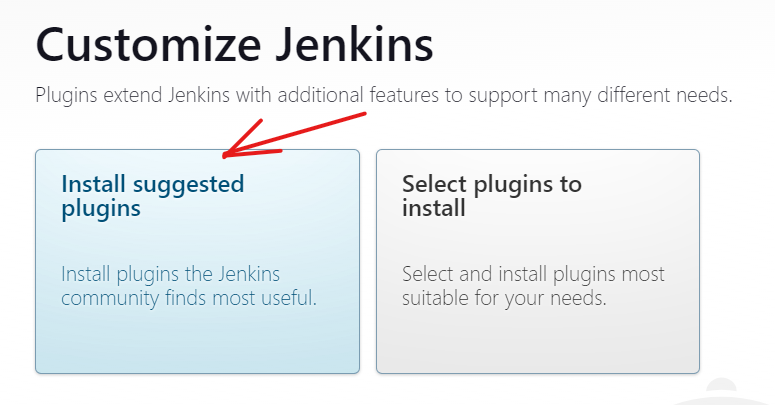 Customize Jenkins
Plugins extend Jenkins with additional features to support many different needs.
Install suggested
plugins
Install plugins the Jenkins
community finds most useful.
Select plugins to
install
Select and install plugins most
suitable for your needs.